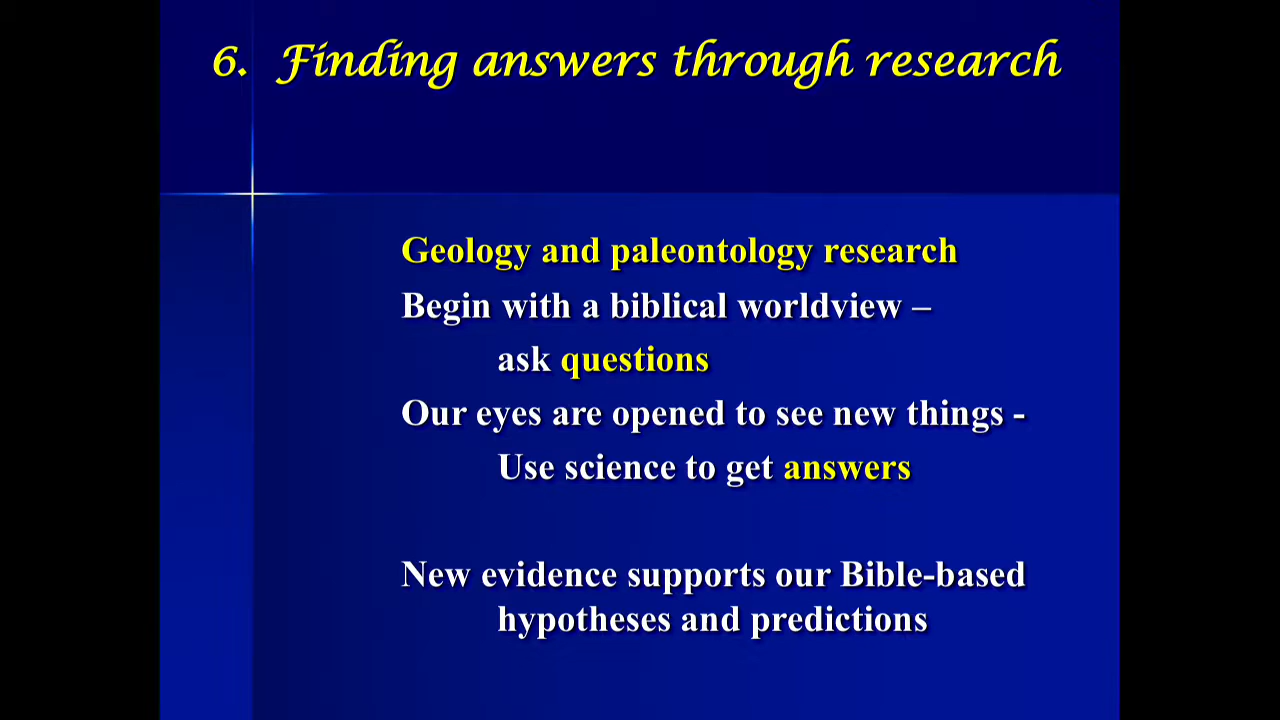 6. Finding answers through research
Geology and paleontology research
Begin with a biblical worldview –
ask questions
Our eyes are opened to see new things -
Use science to get answers
New evidence supports our Bible-based
hypotheses and predictions